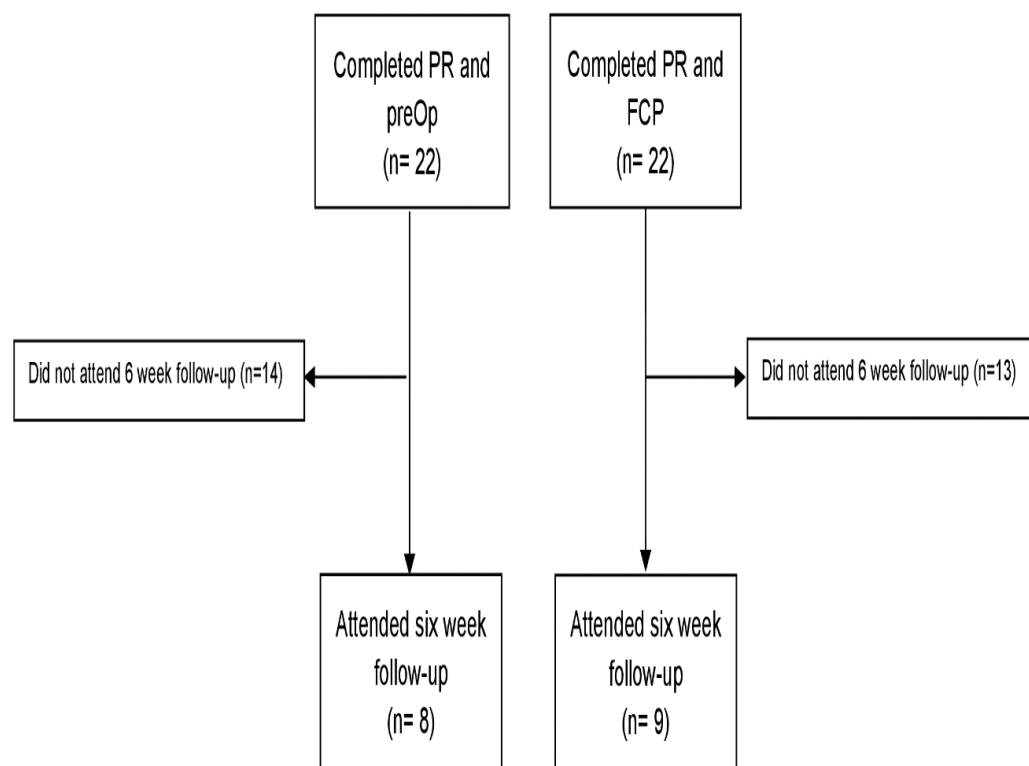 Completed PR and
preOp
(n= 22)
Completed PR and
FCP
(n= 22)
Did not attend 6 week follow-up (n=14)
Did not attend 6 week follow-up (n=13)
Attended six week
follow-up
(n= 8)
Attended six week
follow-up
(n= 9)